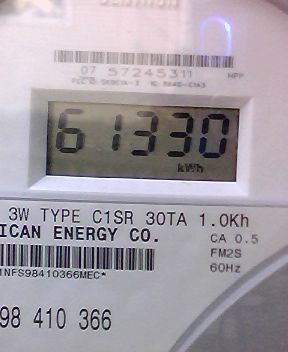 07 57245311
61330
kWh
3W TYPE C1SR 30TA 1.0Kh
ICAN ENERGY CO.
CA 0.5
FM2S
60Hz
1NFS98410366MEC*
98 410 366